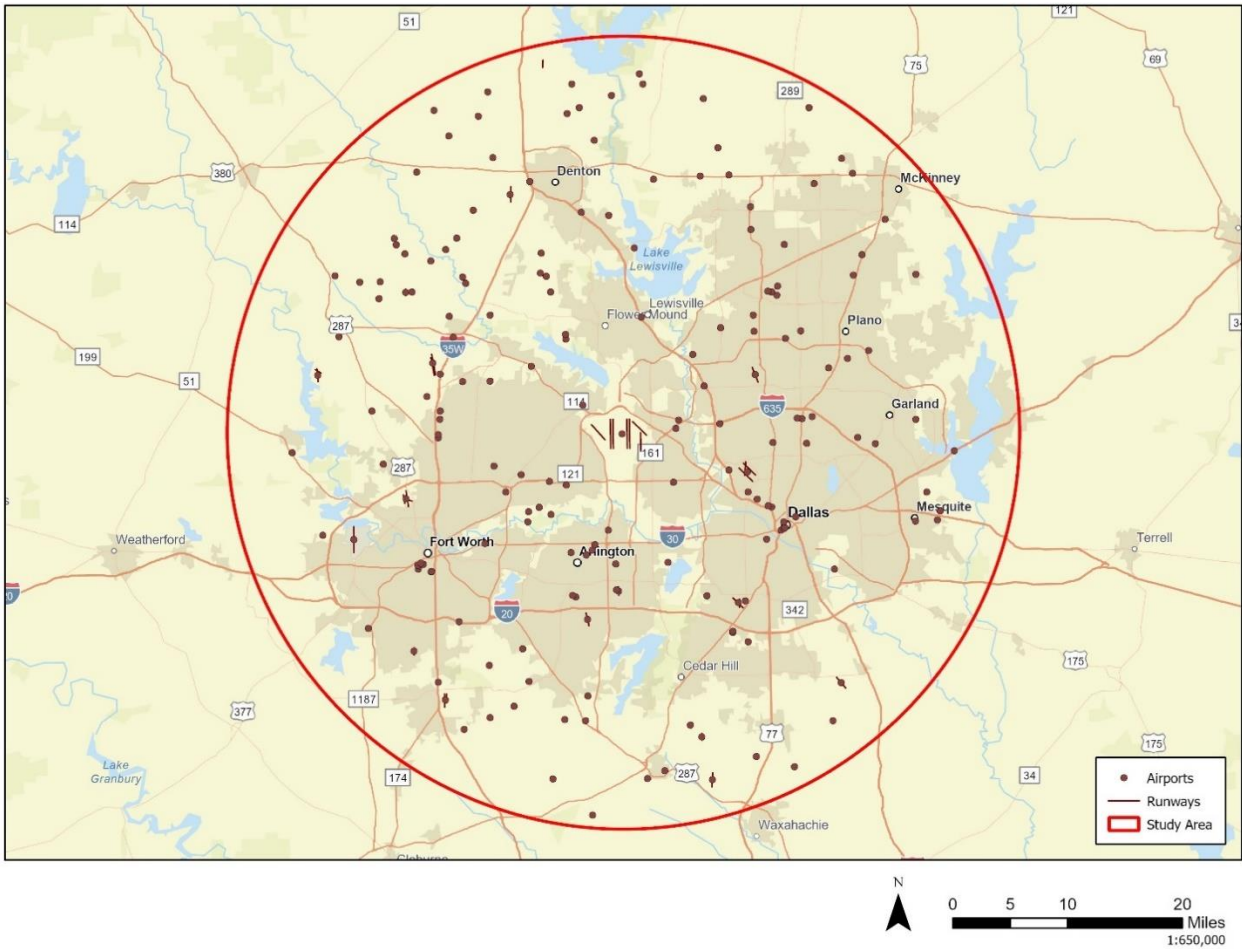 51
121
69
75
289
380
Denton
McKinney
114
Lake
Lewisville
Lewisville
Flower Mound
287
Plano
35W
199
51
114
635
Garland
161
287
121
Dallas
Mesquite
Weatherford
Fort Worth
30
Arlington
Terrell
20
342
20
175
Cedar Hill
1187
377
77
175
Lake
Granbury
174
287
34
Waxahachie
Cleburne
Airports
Runways
Study Area
N
0 5 10 20
Miles
1:650,000